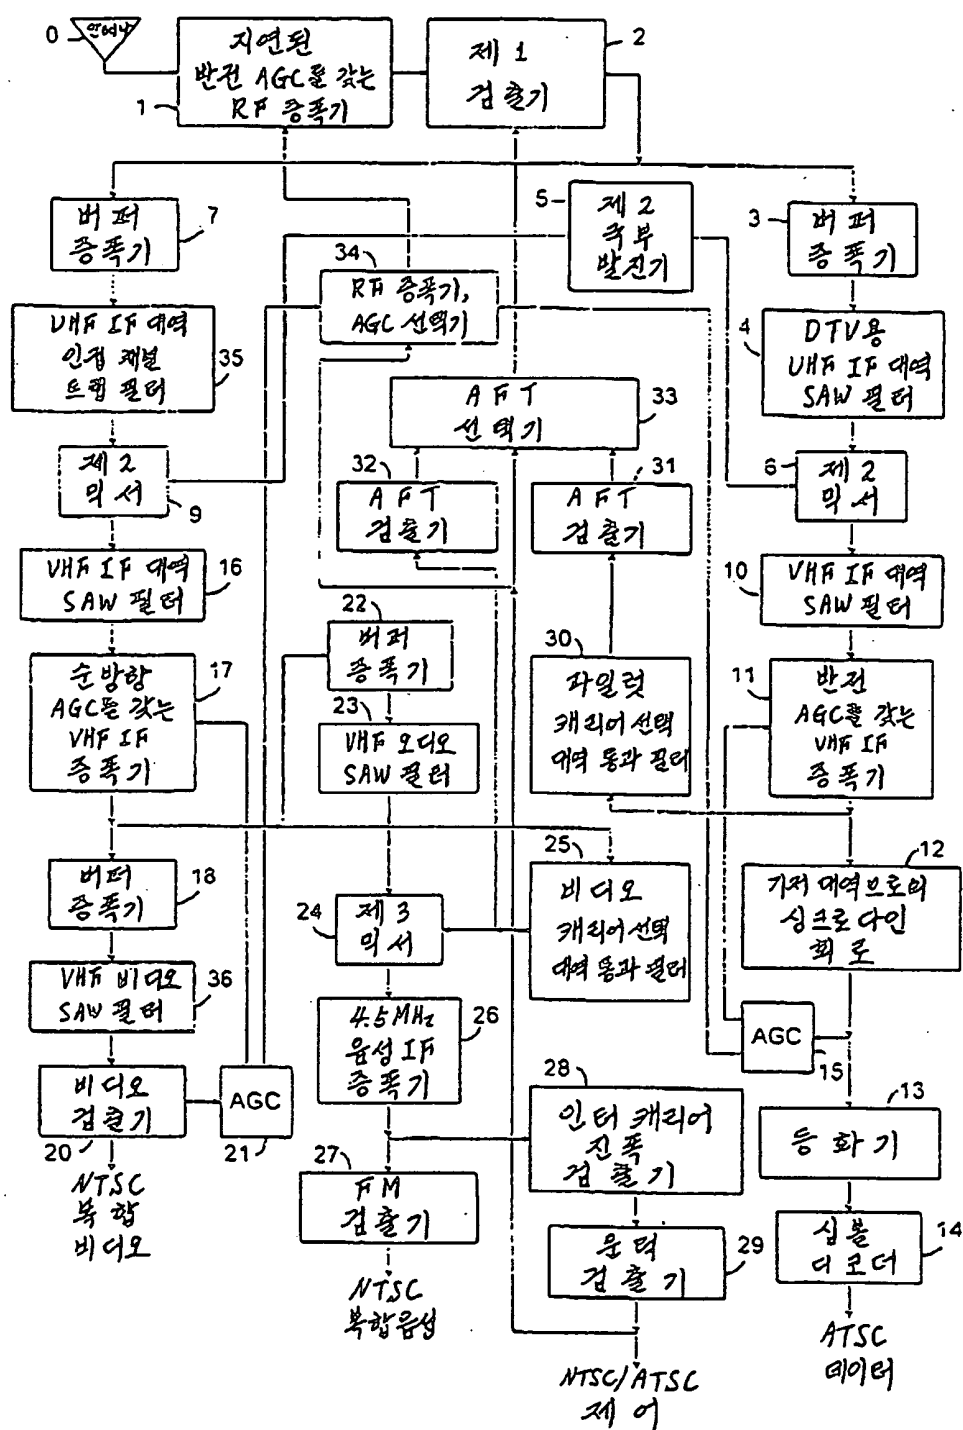 0
안테나
지연된
반전 AGC를 갖는
RF 증폭기
1
제 1
검출기
2
버퍼
증폭기
7
5
제 2
국부
발진기
3
버퍼
증폭기
34
RF 증폭기,
AGC 선택기
UHF IF 대역
인접 채널
트랩 필터
35
4
DTV용
UHF IF 대역
SAW 필터
AFT
선택기
33
제 2
믹서
9
32
AFT
검출기
31
AFT
검출기
6
제 2
믹서
VHF IF 대역
SAW 필터
16
10
VHF IF 대역
SAW 필터
22
버퍼
증폭기
순방향
AGC를 갖는
VHF IF
증폭기
17
30
파일럿
캐리어 선택
대역 통과 필터
11
반전
AGC를 갖는
VHF IF
증폭기
23
VHF 오디오
SAW 필터
버퍼
증폭기
18
25
비디오
캐리어 선택
대역 통과 필터
12
기저 대역으로의
싱크로다인
회로
24
제 3
믹서
VHF 비디오
SAW 필터
36
4.5 MHz
음성 IF
증폭기
26
AGC
15
비디오
검출기
20
AGC
21
28
인터 캐리어
진폭
검출기
13
등화기
27
FM
검출기
NTSC
복합
비디오
문턱
검출기
29
심볼
디코더
14
NTSC
복합음성
ATSC
데이터
NTSC/ATSC
제어